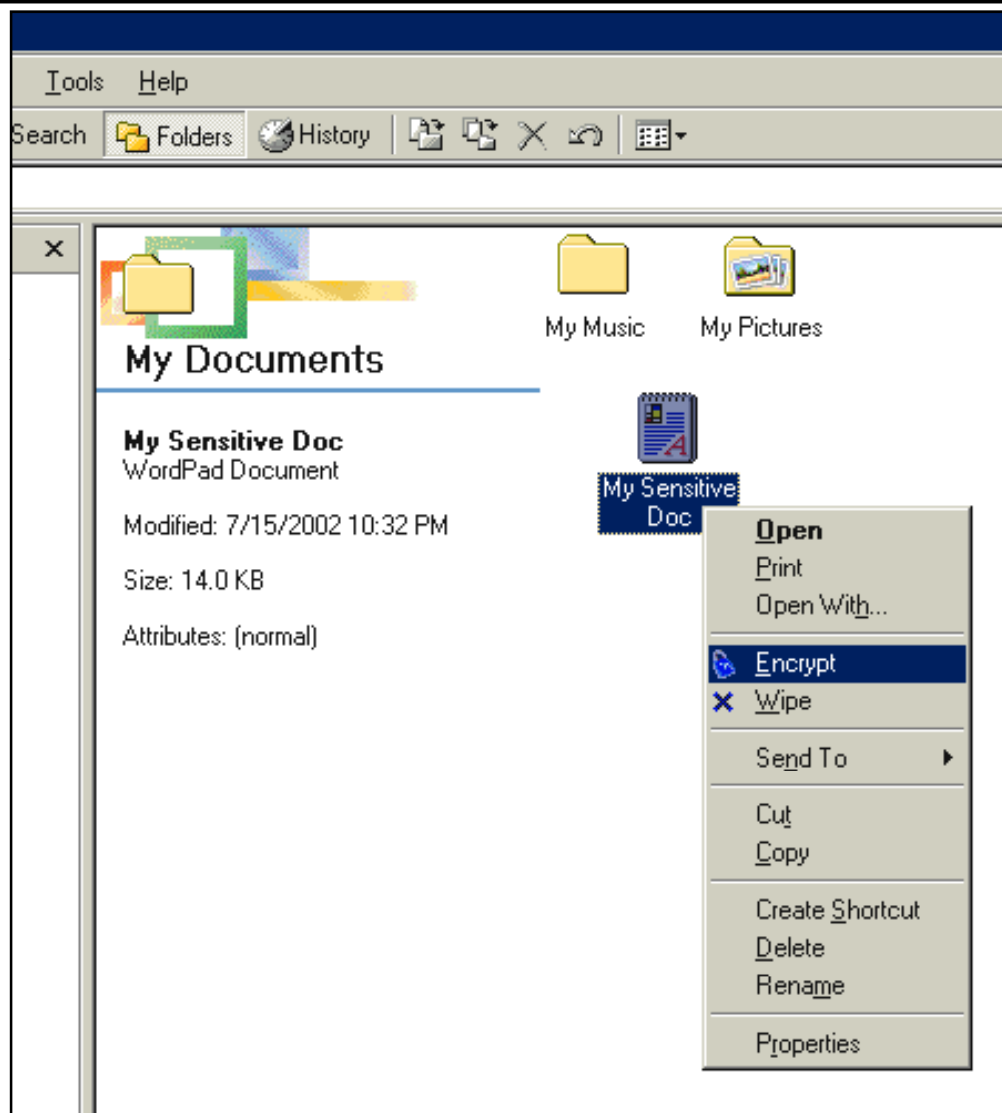 Tools Help
Search Folders History
My Music My Pictures
My Documents
My Sensitive Doc
WordPad Document
Modified: 7/15/2002 10:32 PM
Size: 14.0 KB
Attributes: (normal)
My Sensitive
Doc
Open
Print
Open With...
Encrypt
Wipe
Send To
Cut
Copy
Create Shortcut
Delete
Rename
Properties